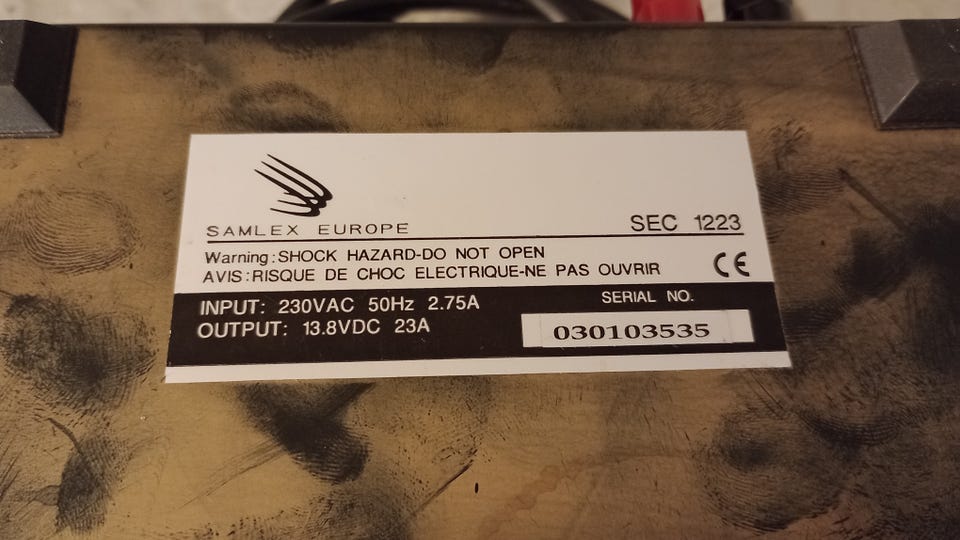 SAMLEX EUROPE
SEC 1223
Warning:SHOCK HAZARD-DO NOT OPEN
AVIS:RISQUE DE CHOC ELECTRIQUE-NE PAS OUVRIR
CE
INPUT: 230VAC 50Hz 2.75A
OUTPUT: 13.8VDC 23A
SERIAL NO.
030103535